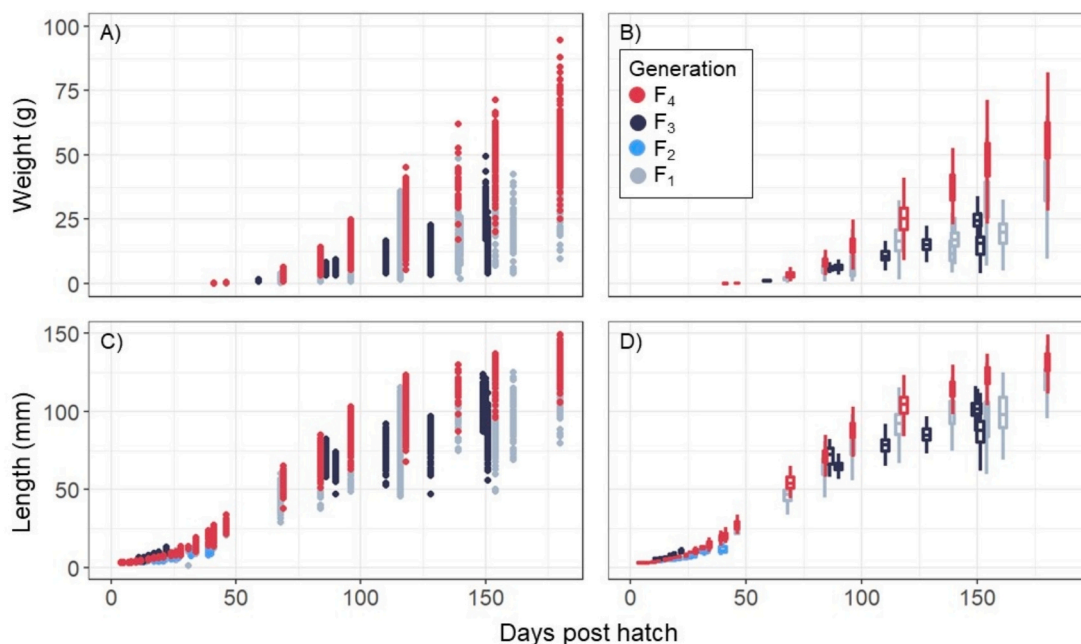 A)
B)
Weight (g)
100
75
50
25
0
Generation
F4
F3
F2
F1
C)
D)
Length (mm)
150
100
50
0
0 50 100 150
0 50 100 150
Days post hatch